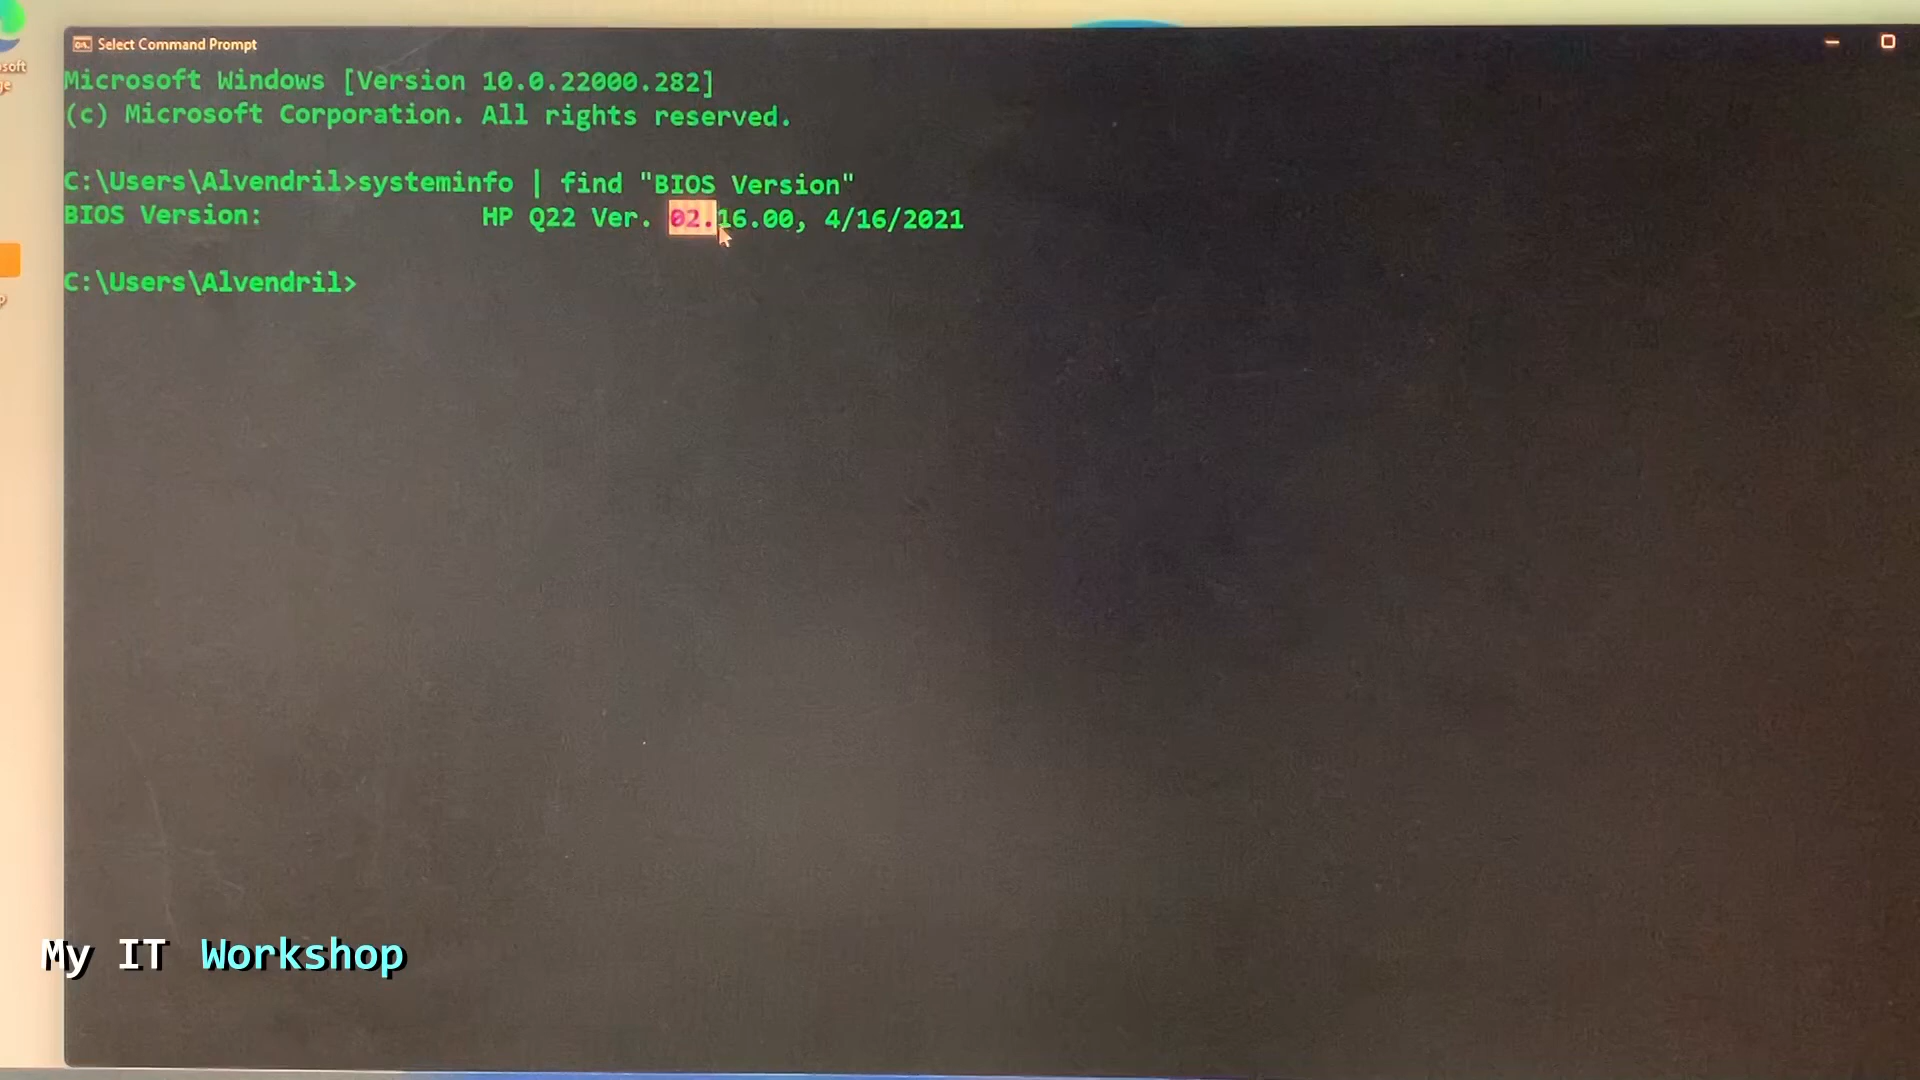 Select Command Prompt
Microsoft Windows [Version 10.0.22000.282]
(c) Microsoft Corporation. All rights reserved.
C:\Users\Alvendril>systeminfo | find "BIOS Version"
BIOS Version: HP Q22 Ver. 02.16.00, 4/16/2021
C:\Users\Alvendril>
My IT Workshop